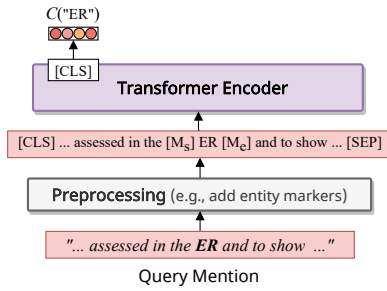 C("ER")
[CLS]
Transformer Encoder
[CLS] ... assessed in the [Ms] ER [Me] and to show ... [SEP]
Preprocessing (e.g., add entity markers)
"... assessed in the ER and to show ..."
Query Mention